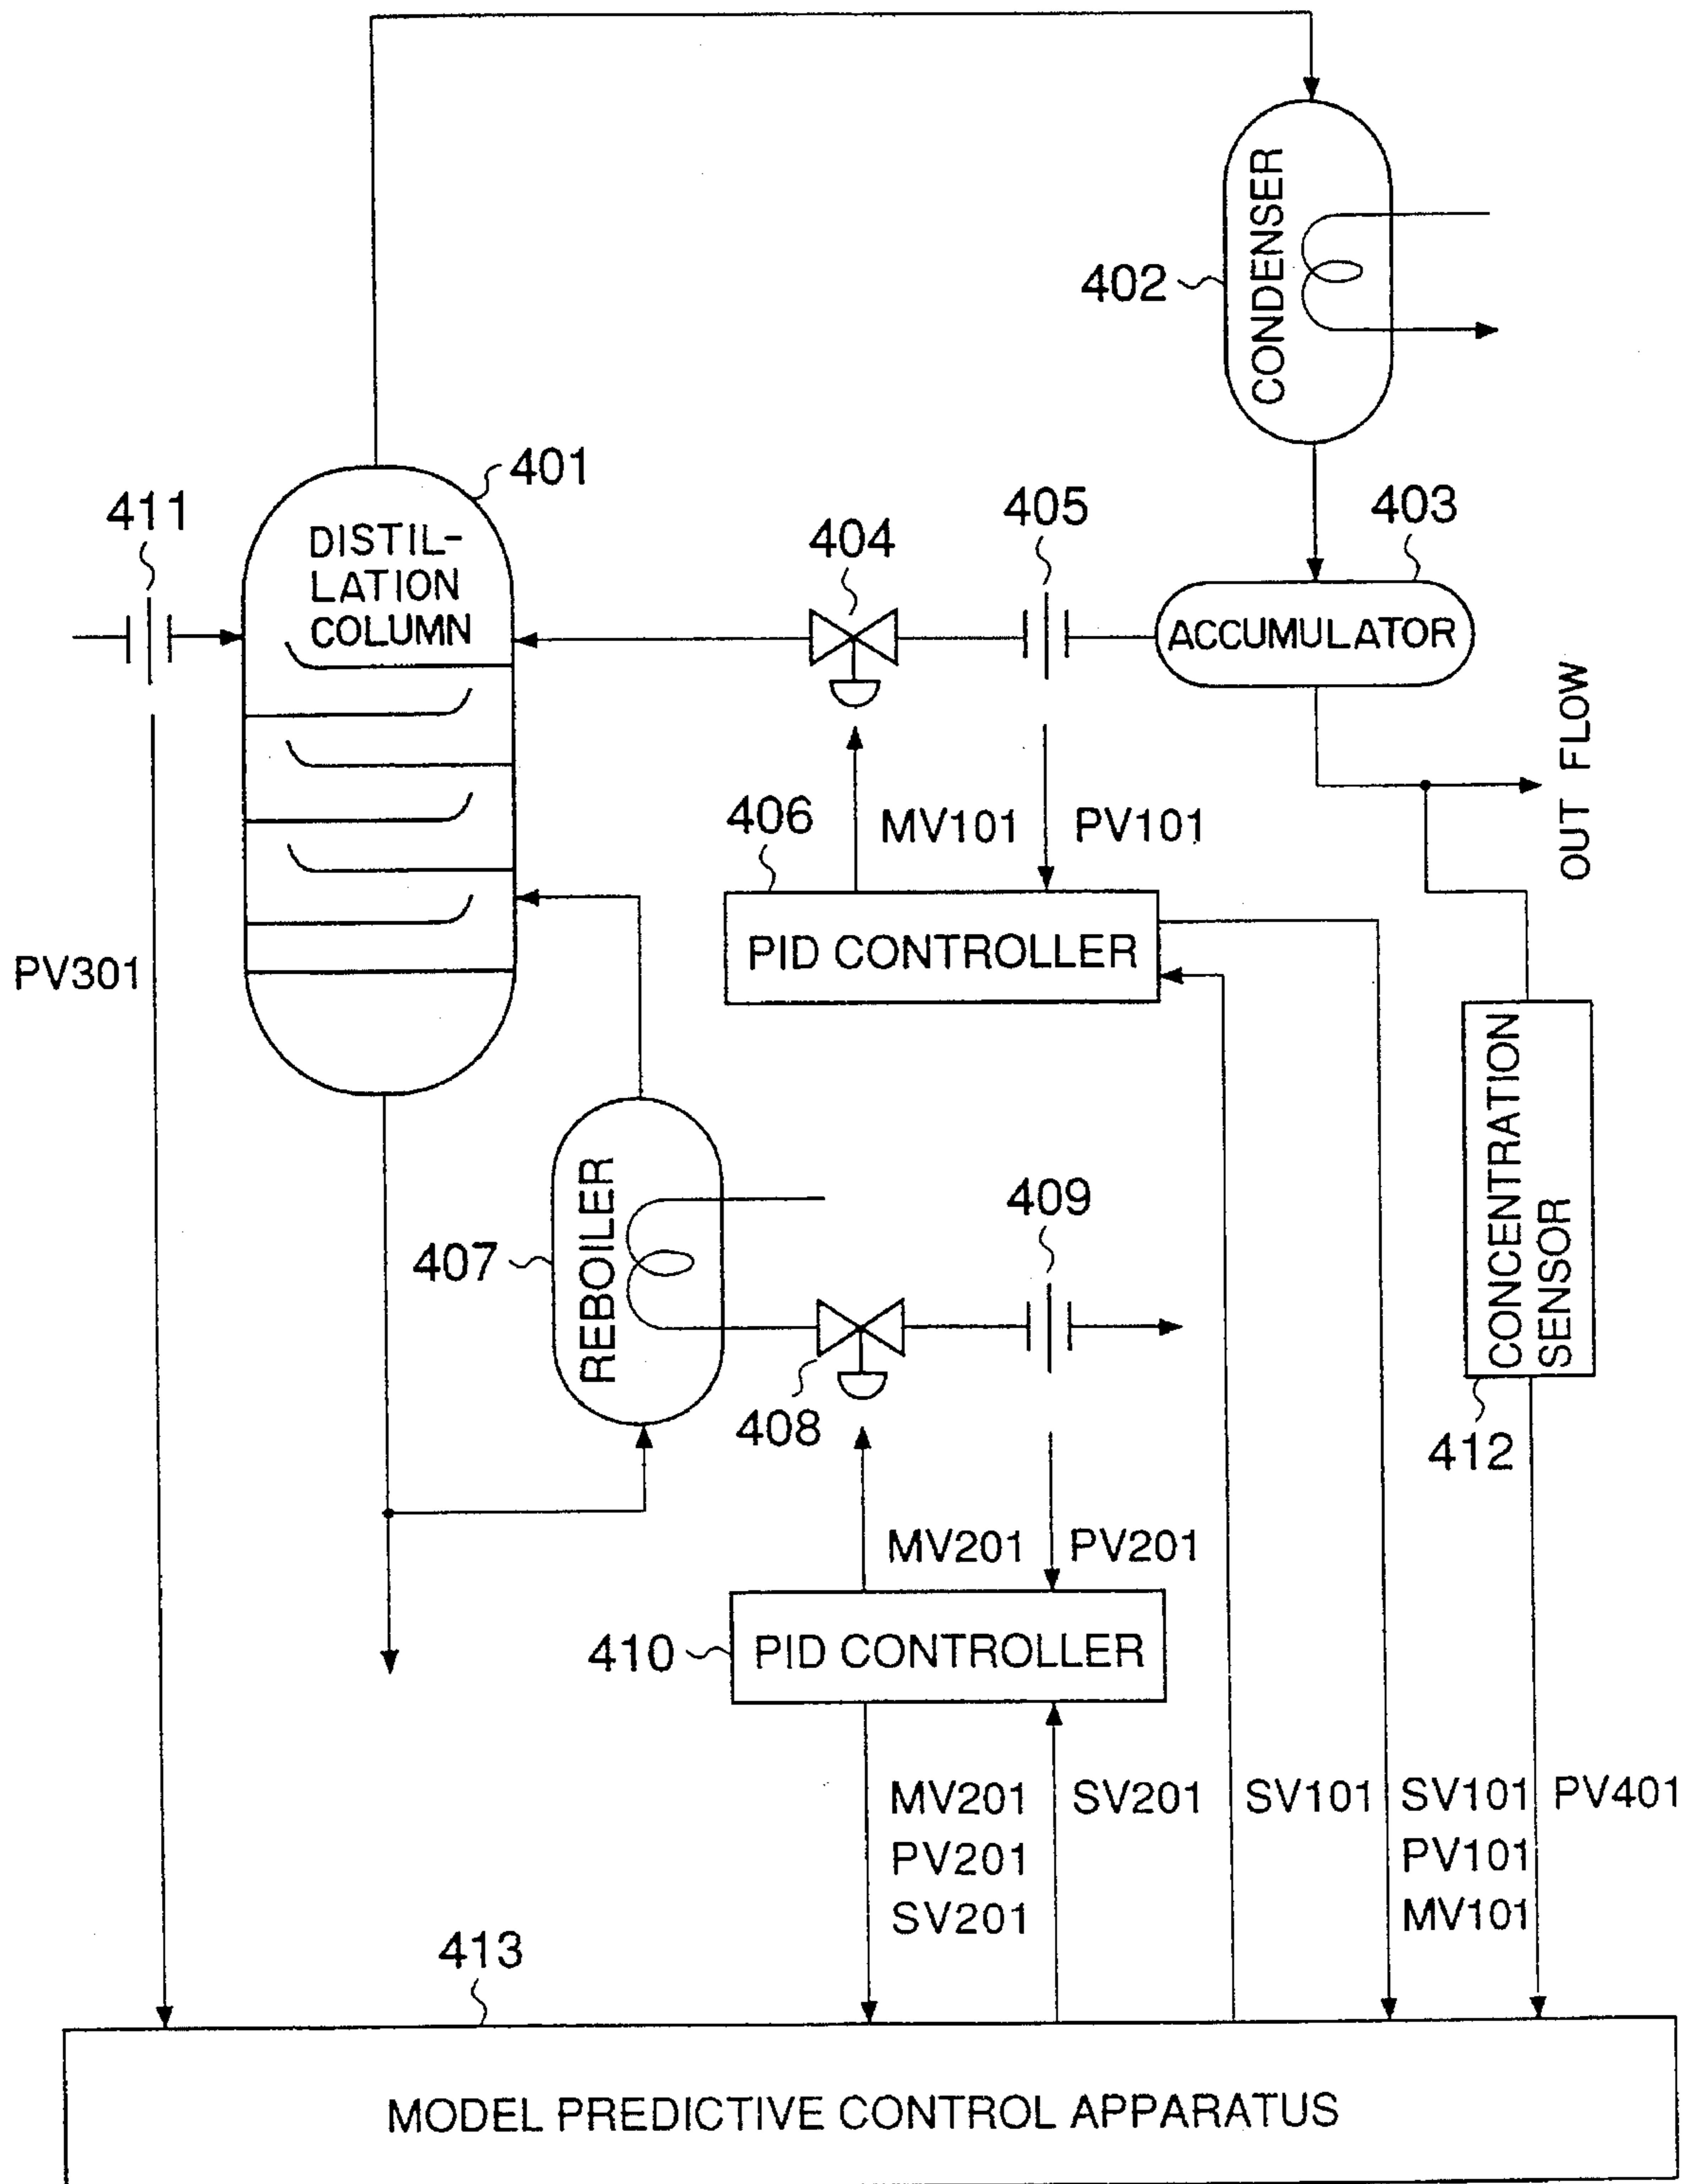 402
CONDENSER
401
411
DISTIL-
LATION
COLUMN
404
405
403
ACCUMULATOR
OUT FLOW
406
MV101
PV101
PID CONTROLLER
PV301
CONCENTRATION
SENSOR
412
407
REBOILER
409
408
MV201
PV201
410
PID CONTROLLER
MV201
PV201
SV201
SV201
SV101
SV101
PV101
MV101
PV401
413
MODEL PREDICTIVE CONTROL APPARATUS